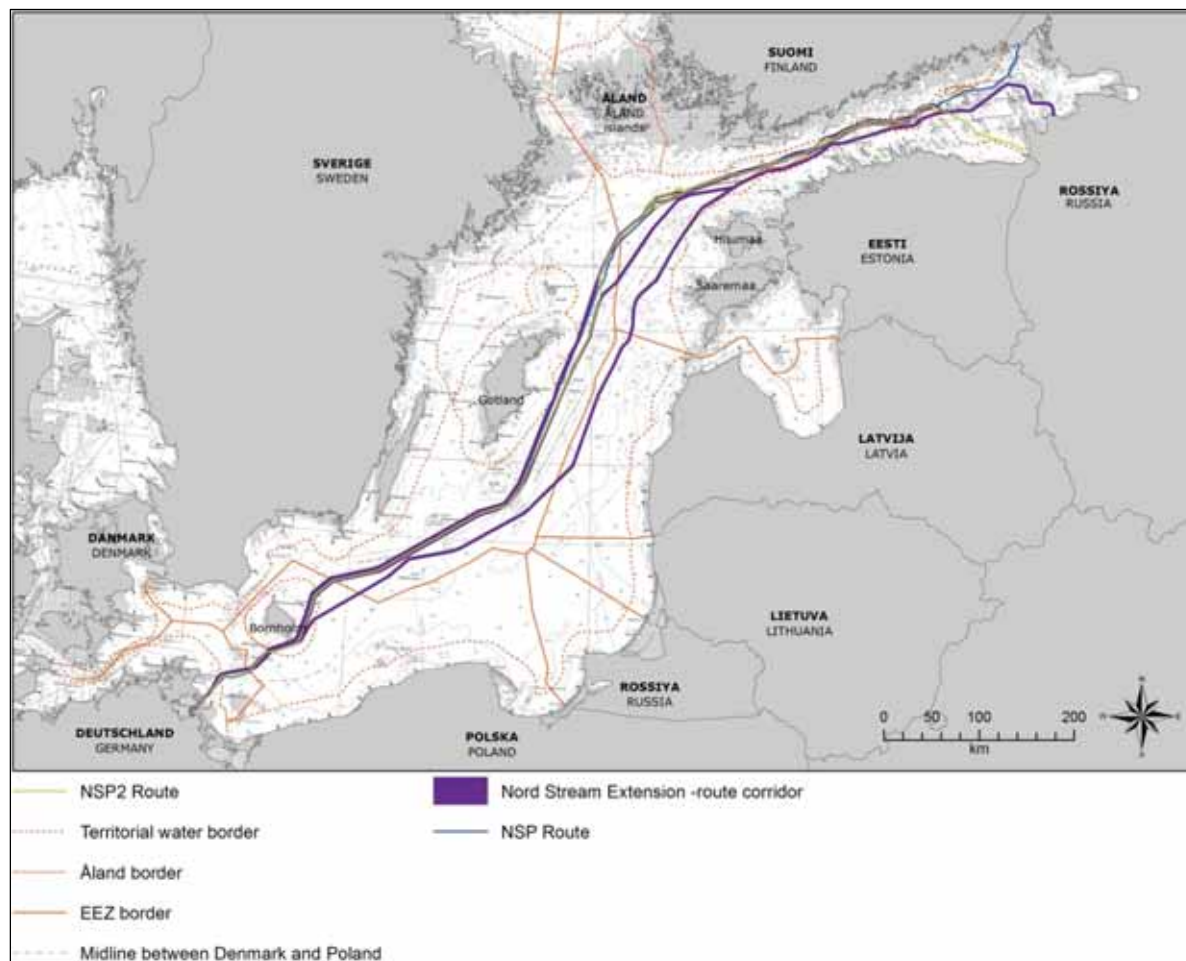 SUOMI
FINLAND
ÅLAND
ÅLAND
islands
SVERIGE
SWEDEN
ROSSIYA
RUSSIA
Hiiumaa
EESTI
ESTONIA
Saaremaa
Gotland
LATVIJA
LATVIA
DANMARK
DENMARK
LIETUVA
LITHUANIA
Bornholm
ROSSIYA
RUSSIA
DEUTSCHLAND
GERMANY
POLSKA
POLAND
0 50 100 200
km
NSP2 Route
Territorial water border
Åland border
EEZ border
Midline between Denmark and Poland
Nord Stream Extension -route corridor
NSP Route